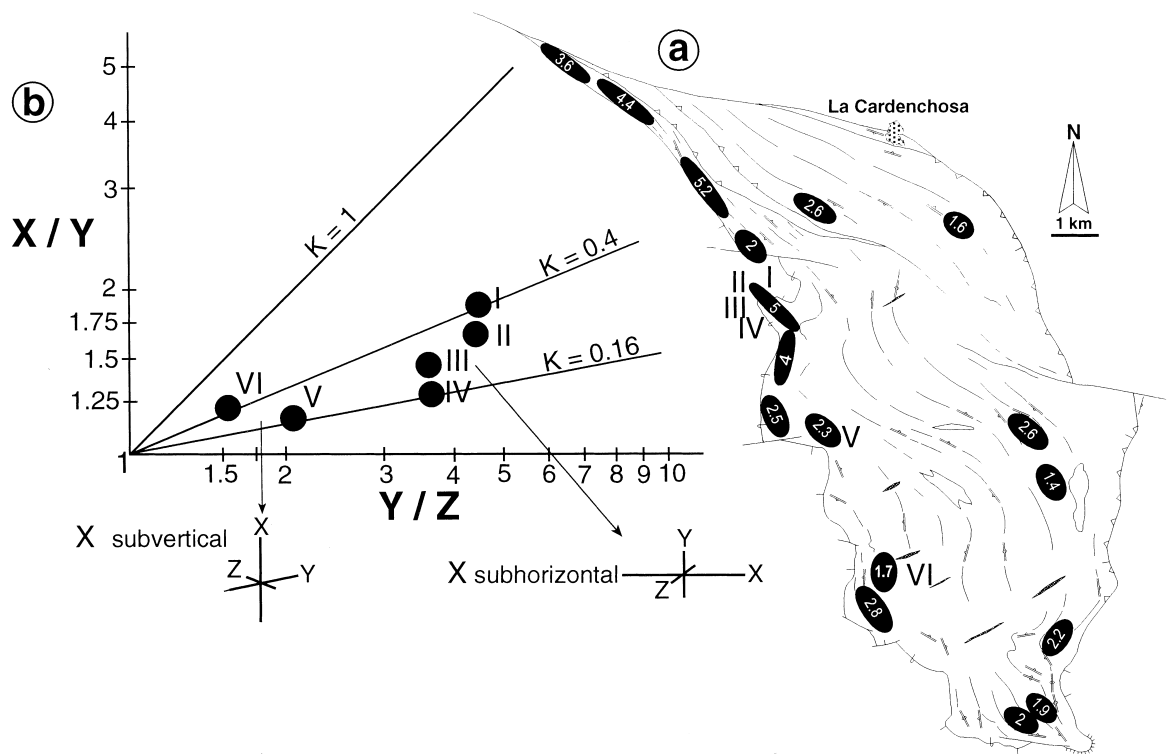 a
b
La Cardenchosa
N
1 km
3.6
4.4
5.2
2.6
1.6
2
I
II
III
IV
5
4
2.5
2.3
V
2.6
1.4
1.7
VI
2.8
2.2
1.9
2
X / Y
5
4
3
2
1.75
1.5
1.25
1
K = 1
K = 0.4
K = 0.16
I
II
III
IV
VI
V
1.5
2
3
4
5
6
7
8
9
10
Y / Z
X subvertical
X
Z
Y
X subhorizontal
Y
X
Z